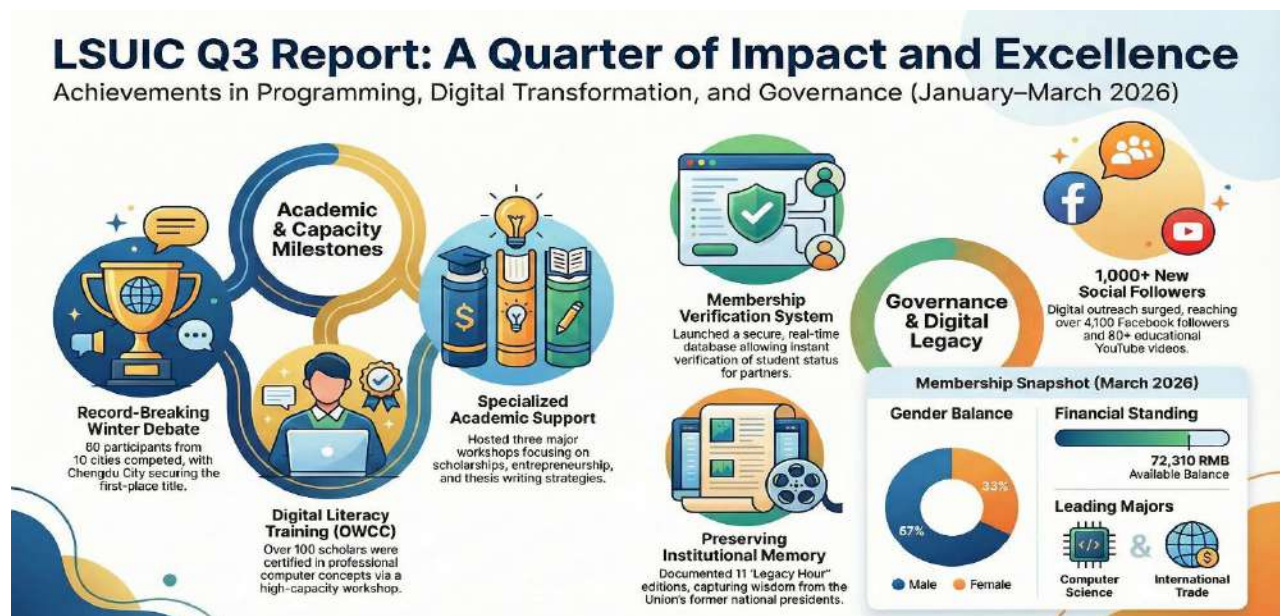 LSUIC Q3 Report: A Quarter of Impact and Excellence
Achievements in Programming, Digital Transformation, and Governance (January–March 2026)
Academic
& Capacity
Milestones
Record-Breaking
Winter Debate
60 participants from
10 cities competed, with
Chengdu City securing the
first-place title.
$
Digital Literacy
Training (OWCC)
Over 100 scholars were
certified in professional
computer concepts via a
high-capacity workshop.
Specialized
Academic Support
Hosted three major
workshops focusing on
scholarships, entrepreneurship,
and thesis writing strategies.
Membership
Verification System
Launched a secure, real-time
database allowing instant
verification of student status
for partners.
Preserving
Institutional Memory
Documented 11 'Legacy Hour"
editions, capturing wisdom from the
Union's former national presidents.
Governance
& Digital
Legacy
f
1,000+ New
Social Followers
Digital outreach surged, reaching
over 4,100 Facebook followers
and 80+ educational
YouTube videos.
Membership Snapshot (March 2026)
Gender Balance
33%
67%
Male
Female
Financial Standing
72,310 RMB
Available Balance
Leading Majors
</>
&
$
Computer
Science
International
Trade